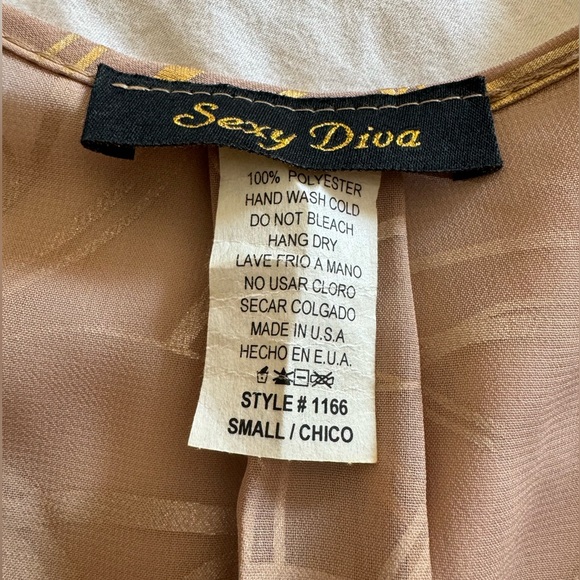 Sexy Diva
100% POLYESTER
HAND WASH COLD
DO NOT BLEACH
HANG DRY
LAVE FRIO A MANO
NO USAR CLORO
SECAR COLGADO
MADE IN U.S.A
HECHO EN E.U.A.
STYLE # 1166
SMALL / CHICO